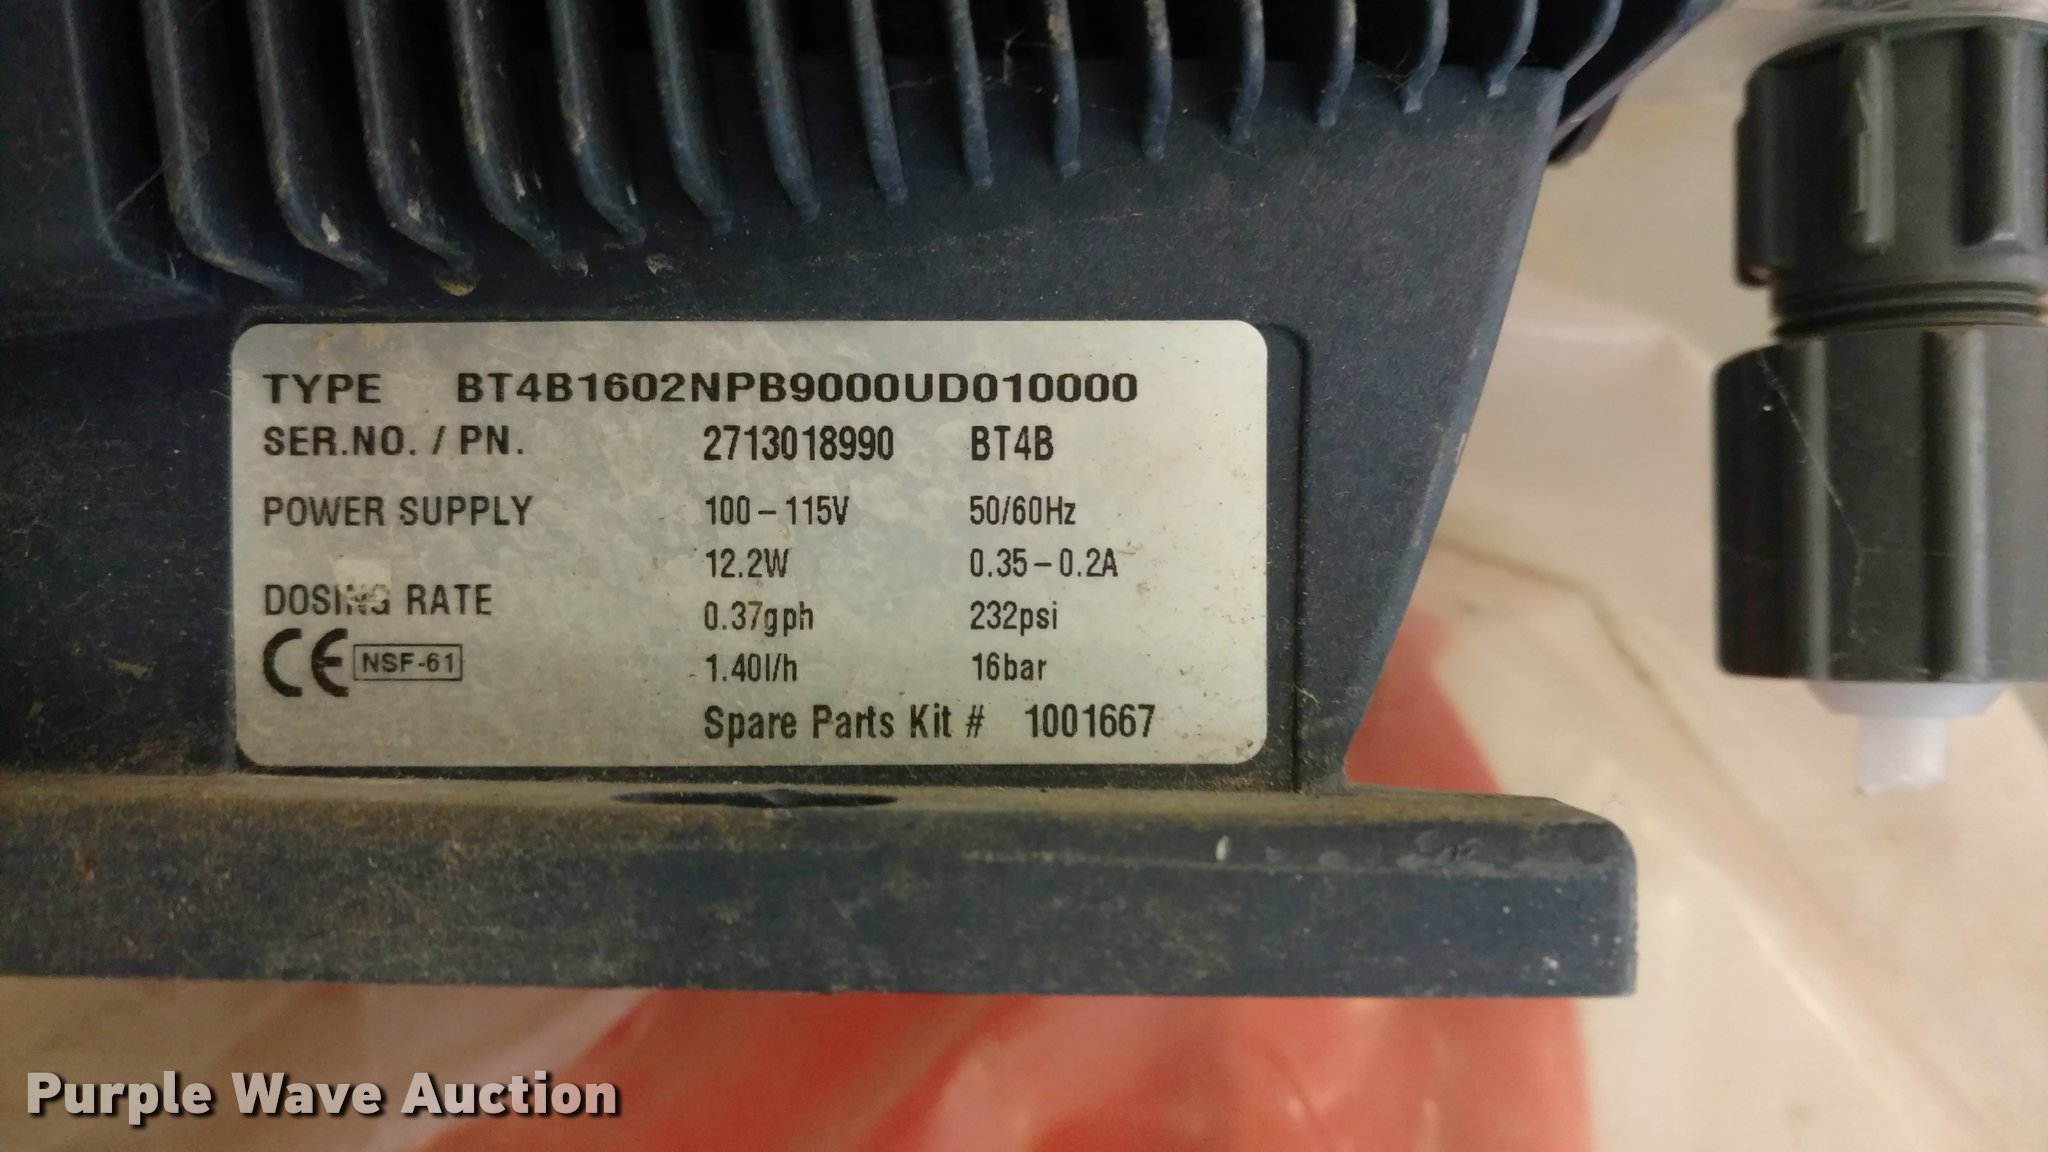 TYPE BT4B1602NPB9000UD010000
SER.NO. / PN. 2713018990 BT4B
POWER SUPPLY 100 – 115V 50/60Hz
12.2W 0.35 – 0.2A
DOSING RATE 0.37gph 232psi
CE NSF-61 1.40l/h 16bar
Spare Parts Kit # 1001667
Purple Wave Auction